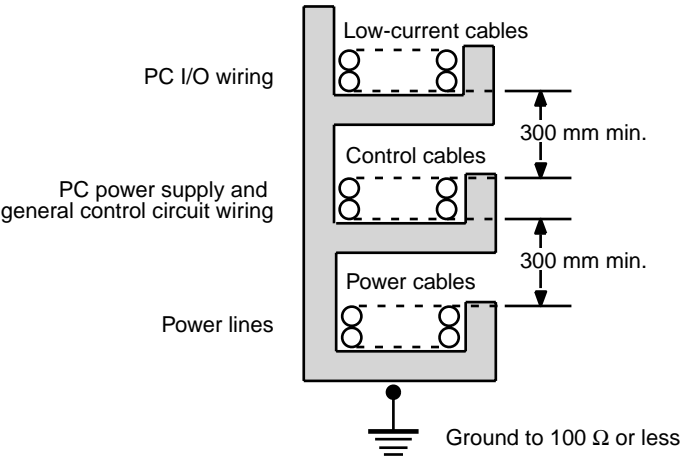 Low-current cables
PC I/O wiring
300 mm min.
Control cables
PC power supply and
general control circuit wiring
300 mm min.
Power cables
Power lines
Ground to 100 Ω or less